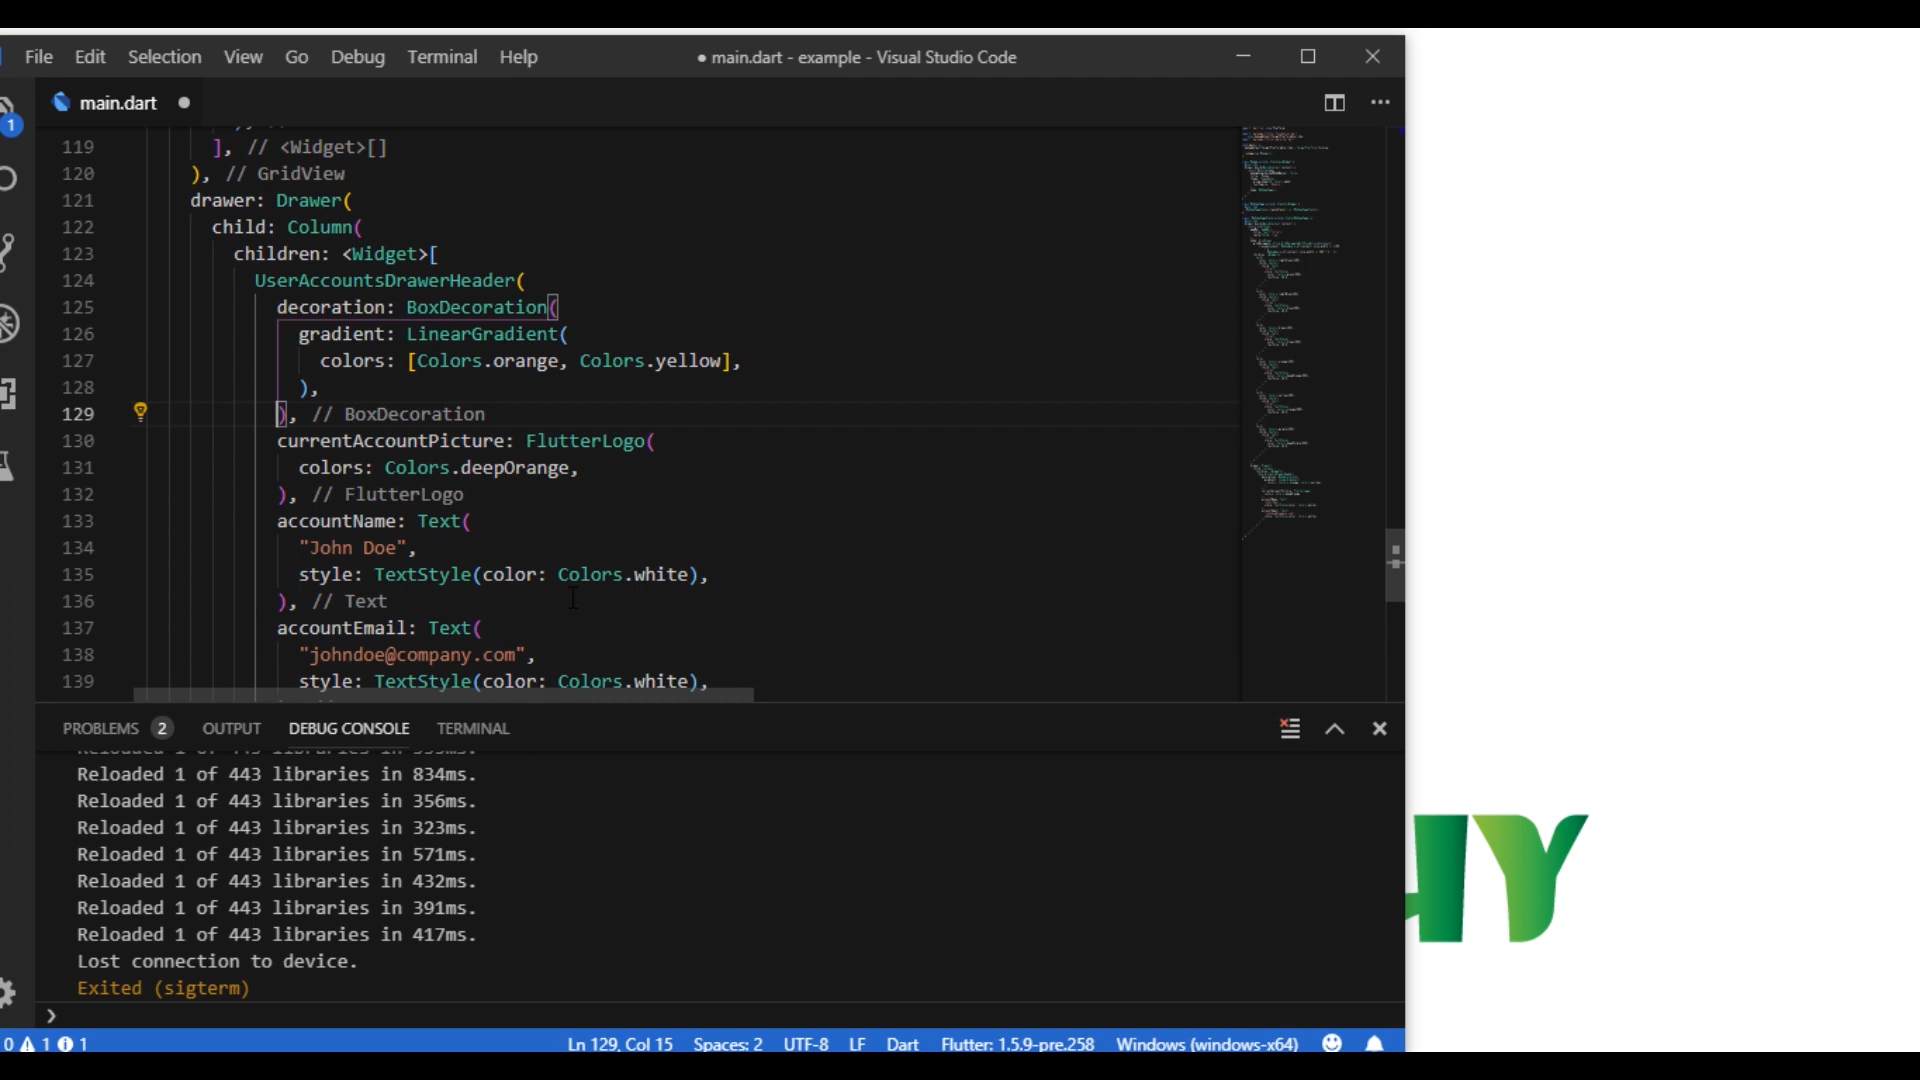 File Edit Selection View Go Debug Terminal Help ● main.dart - example - Visual Studio Code
main.dart ●
1
119 ], // <Widget>[]
120 ), // GridView
121 drawer: Drawer(
122 child: Column(
123 children: <Widget>[
124 UserAccountsDrawerHeader(
125 decoration: BoxDecoration(
126 gradient: LinearGradient(
127 colors: [Colors.orange, Colors.yellow],
128 ),
129 ), // BoxDecoration
130 currentAccountPicture: FlutterLogo(
131 colors: Colors.deepOrange,
132 ), // FlutterLogo
133 accountName: Text(
134 "John Doe",
135 style: TextStyle(color: Colors.white),
136 ), // Text
137 accountEmail: Text(
138 "johndoe@company.com",
139 style: TextStyle(color: Colors.white),
PROBLEMS 2 OUTPUT DEBUG CONSOLE TERMINAL
Reloaded 1 of 443 libraries in 834ms.
Reloaded 1 of 443 libraries in 356ms.
Reloaded 1 of 443 libraries in 323ms.
Reloaded 1 of 443 libraries in 571ms.
Reloaded 1 of 443 libraries in 432ms.
Reloaded 1 of 443 libraries in 391ms.
Reloaded 1 of 443 libraries in 417ms.
Lost connection to device.
Exited (sigterm)
0 1 1 Ln 129, Col 15 Spaces: 2 UTF-8 LF Dart Flutter: 1.5.9-pre.258 Windows (windows-x64)
HY